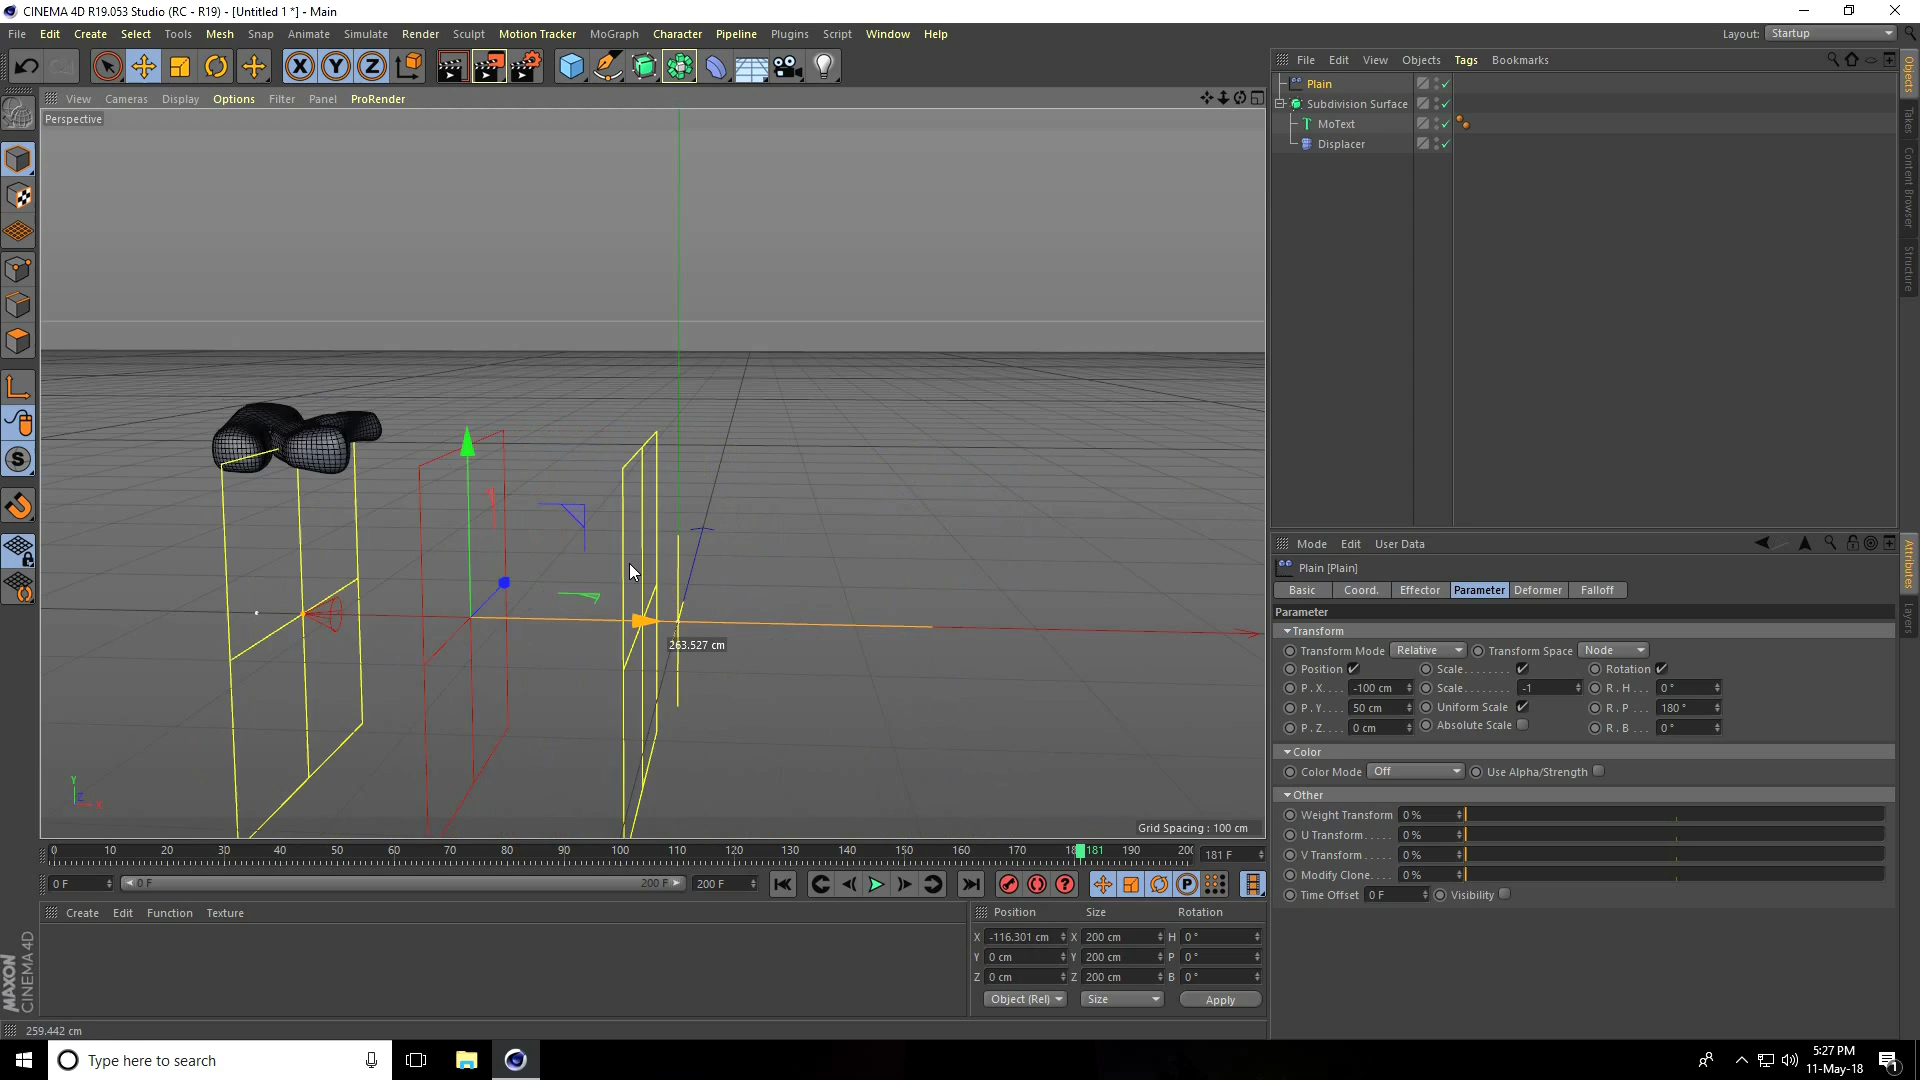 CINEMA 4D R19.053 Studio (RC - R19) - [Untitled 1 *] - Main
File Edit Create Select Tools Mesh Snap Animate Simulate Render Sculpt Motion Tracker MoGraph Character Pipeline Plugins Script Window Help
Layout: Startup
View Cameras Display Options Filter Panel ProRender
Perspective
263.527 cm
Y
Z
X
Grid Spacing : 100 cm
0 10 20 30 40 50 60 70 80 90 100 110 120 130 140 150 160 170 181 190 200
181 F
0 F
0 F
200 F
200 F
Create Edit Function Texture
Position Size Rotation
X -116.301 cm X 200 cm H 0 °
Y 0 cm Y 200 cm P 0 °
Z 0 cm Z 200 cm B 0 °
Object (Rel) Size Apply
MAXON
CINEMA 4D
259.442 cm
File Edit View Objects Tags Bookmarks
Plain
Subdivision Surface
MoText
Displacer
Objects
Takes
Content Browser
Structure
Mode Edit User Data
Plain [Plain]
Basic Coord. Effector Parameter Deformer Falloff
Parameter
Transform
Transform Mode Relative Transform Space Node
Position Scale . . . . . . . . Rotation
P . X . . . . -100 cm Scale . . . . . . . . -1 R . H . . . 0 °
P . Y . . . . 50 cm Uniform Scale R . P . . . 180 °
P . Z . . . . 0 cm Absolute Scale R . B . . . 0 °
Color
Color Mode Off Use Alpha/Strength
Other
Weight Transform 0 %
U Transform . . . . . 0 %
V Transform . . . . . 0 %
Modify Clone . . . . 0 %
Time Offset 0 F Visibility
Attributes
Layers
Type here to search
5:27 PM
11-May-18
1